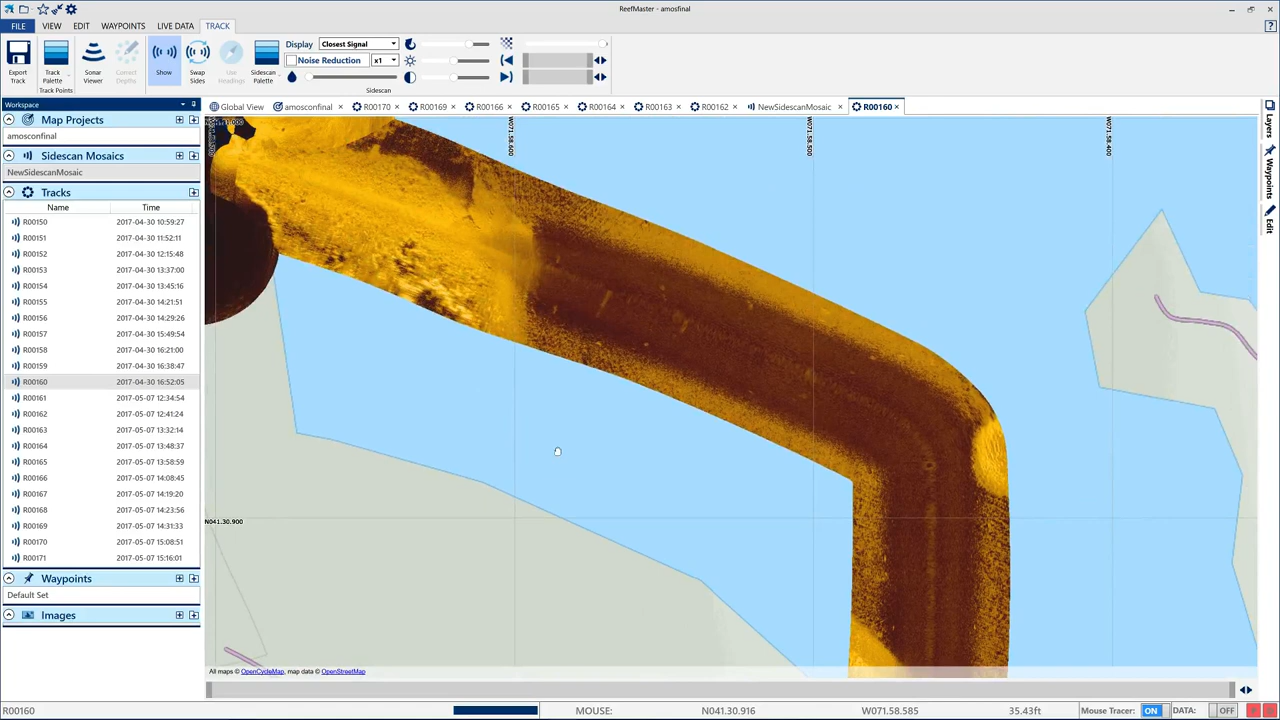 ReefMaster - amosfinal
FILE VIEW EDIT WAYPOINTS LIVE DATA TRACK
Export Track
Track Palette
Sonar Viewer
Correct Depths
Show
Swap Sides
Use Headings
Sidescan Palette
Display Closest Signal
Noise Reduction x1
Track Points
Sidescan
Workspace
Global View amosconfinal R00170 R00169 R00166 R00165 R00164 R00163 R00162 NewSidescanMosaic R00160
Map Projects
amosconfinal
Sidescan Mosaics
NewSidescanMosaic
Tracks
Name Time
R00150 2017-04-30 10:59:27
R00151 2017-04-30 11:52:11
R00152 2017-04-30 12:15:48
R00153 2017-04-30 13:37:00
R00154 2017-04-30 13:45:16
R00155 2017-04-30 14:21:51
R00156 2017-04-30 14:29:26
R00157 2017-04-30 15:49:54
R00158 2017-04-30 16:21:00
R00159 2017-04-30 16:38:47
R00160 2017-04-30 16:52:05
R00161 2017-05-07 12:34:54
R00162 2017-05-07 12:41:24
R00163 2017-05-07 13:32:14
R00164 2017-05-07 13:48:37
R00165 2017-05-07 13:58:59
R00166 2017-05-07 14:08:45
R00167 2017-05-07 14:19:20
R00168 2017-05-07 14:23:56
R00169 2017-05-07 14:31:33
R00170 2017-05-07 15:08:51
R00171 2017-05-07 15:16:01
Waypoints
Default Set
Images
W071.58.600
W071.58.500
W071.58.400
N041.30.900
Layers
Waypoints
Edit
All maps © OpenCycleMap, map data © OpenStreetMap
R00160
MOUSE: N041.30.916 W071.58.585 35.43ft Mouse Tracer: ON DATA: OFF